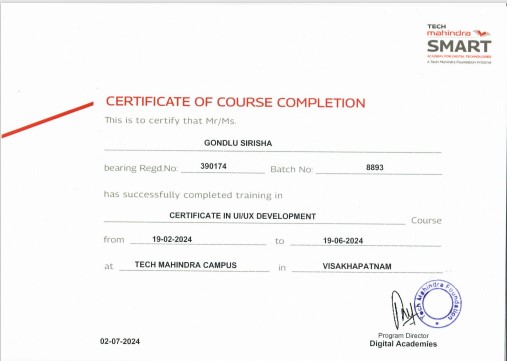 TECH
mahindra
SMART
ACADEMY FOR DIGITAL TECHNOLOGIES
A Tech Mahindra Foundation Initiative
CERTIFICATE OF COURSE COMPLETION
This is to certify that Mr/Ms.
GONDLU SIRISHA
bearing Regd.No: 390174 Batch No: 8893
has successfully completed training in
CERTIFICATE IN UI/UX DEVELOPMENT Course
from 19-02-2024 to 19-06-2024
at TECH MAHINDRA CAMPUS in VISAKHAPATNAM
Tech Mahindra Foundation
Program Director
02-07-2024 Digital Academies